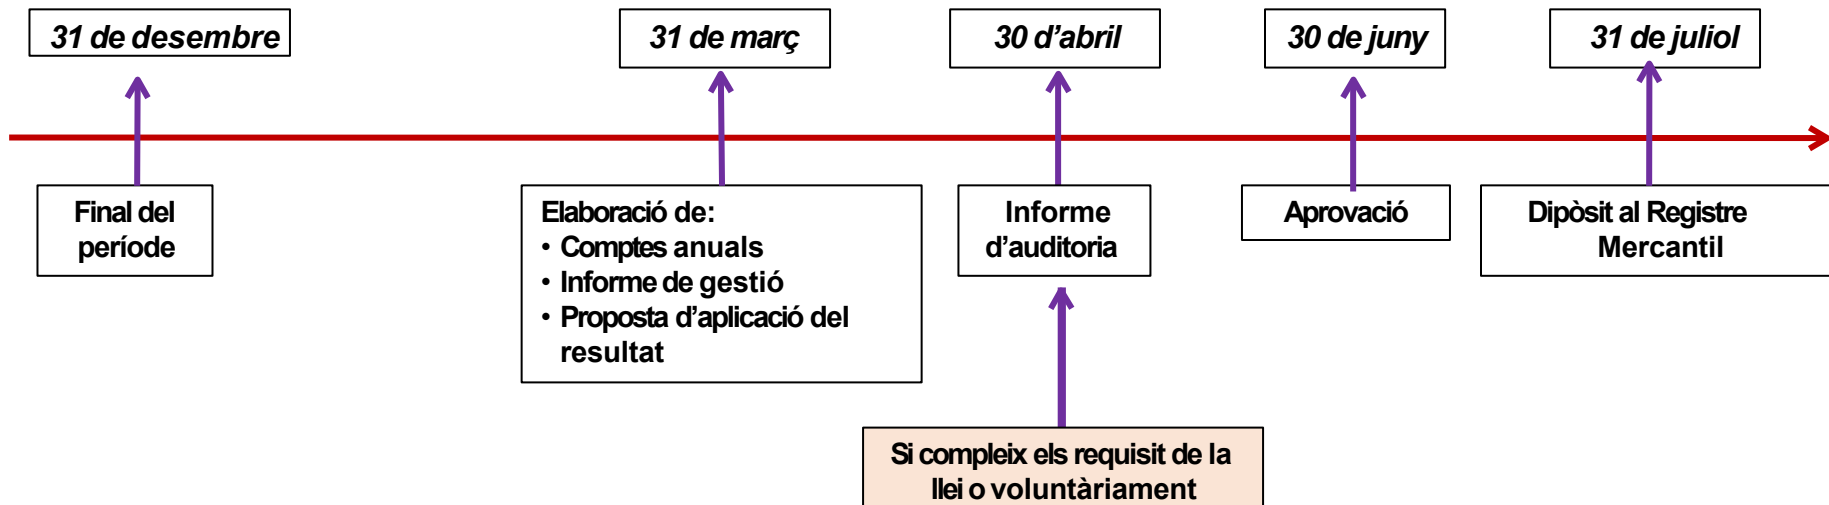 31 de desembre
31 de març
30 d’abril
30 de juny
31 de juliol
Final del
període
Elaboració de:
• Comptes anuals
• Informe de gestió
• Proposta d’aplicació del
resultat
Informe
d’auditoria
Aprovació
Dipòsit al Registre
Mercantil
Si compleix els requisit de la
llei o voluntàriament